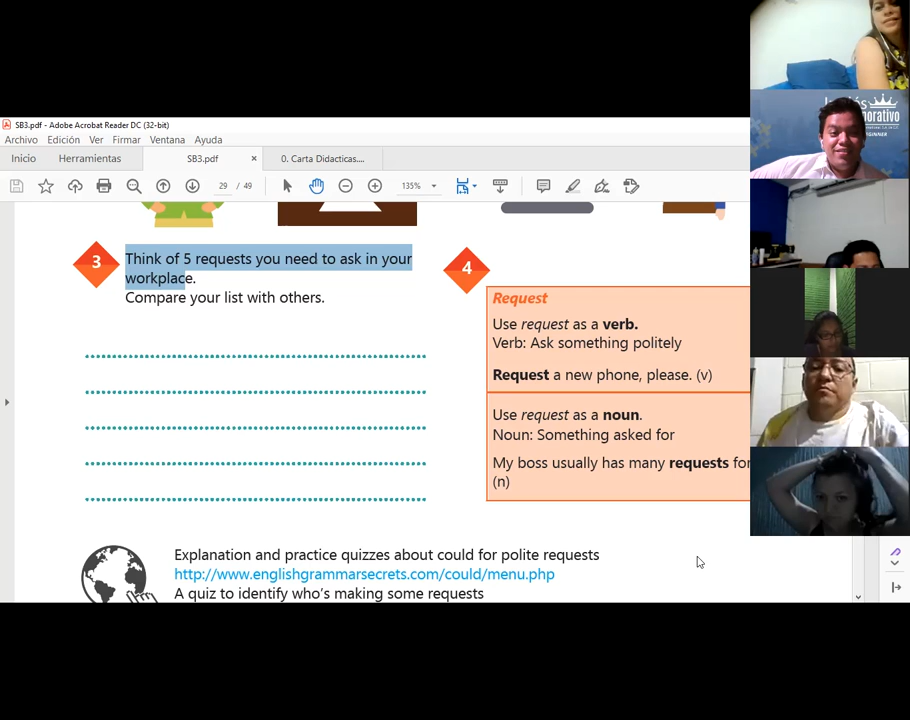 SB3.pdf - Adobe Acrobat Reader DC (32-bit)
Archivo Edición Ver Firmar Ventana Ayuda
Inicio Herramientas SB3.pdf × 0. Carta Didacticas....
29 / 49 135%
3 Think of 5 requests you need to ask in your
workplace.
Compare your list with others.
4
Request
Use request as a verb.
Verb: Ask something politely
Request a new phone, please. (v)
Use request as a noun.
Noun: Something asked for
My boss usually has many requests for
(n)
Explanation and practice quizzes about could for polite requests
http://www.englishgrammarsecrets.com/could/menu.php
A quiz to identify who's making some requests